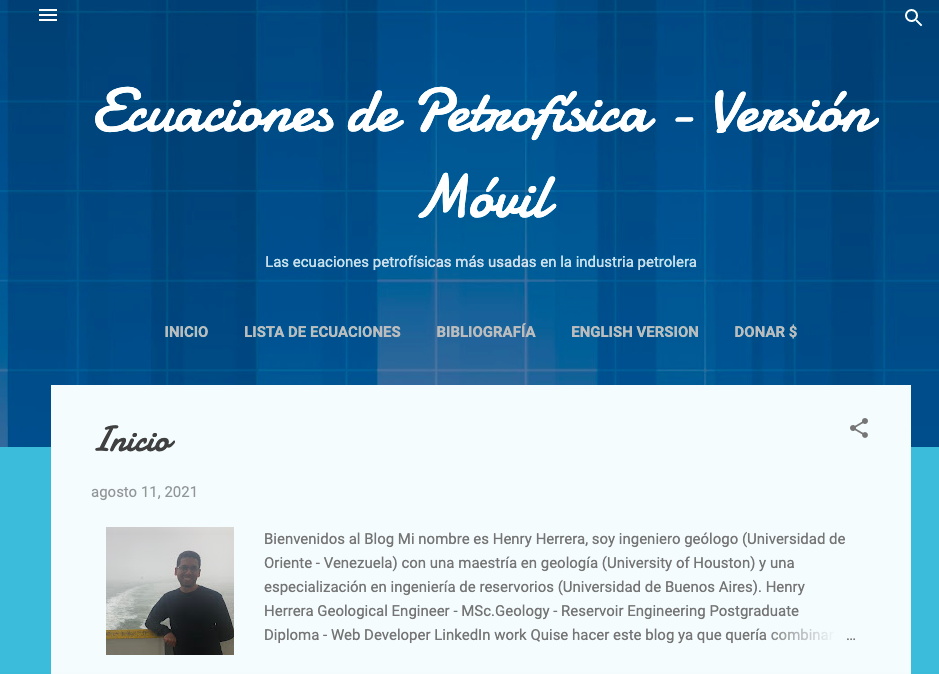 Ecuaciones de Petrofísica - Versión
Móvil
Las ecuaciones petrofísicas más usadas en la industria petrolera
INICIO LISTA DE ECUACIONES BIBLIOGRAFÍA ENGLISH VERSION DONAR $
Inicio
agosto 11, 2021
Bienvenidos al Blog Mi nombre es Henry Herrera, soy ingeniero geólogo (Universidad de
Oriente - Venezuela) con una maestría en geología (University of Houston) y una
especialización en ingeniería de reservorios (Universidad de Buenos Aires). Henry
Herrera Geological Engineer - MSc.Geology - Reservoir Engineering Postgraduate
Diploma - Web Developer LinkedIn work Quise hacer este blog ya que quería combinar ...